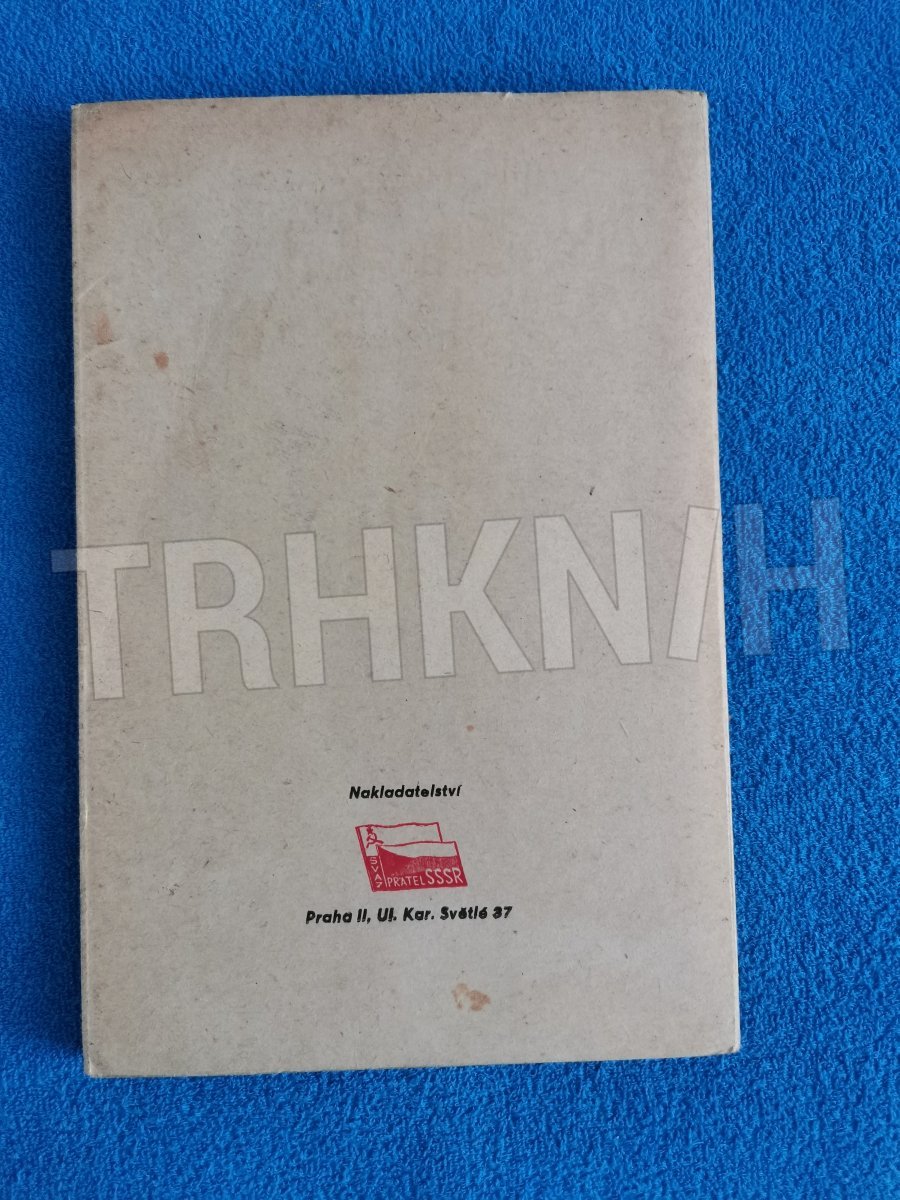 TRHKNIH
Nakladatelství
SVAZ
PŘÁTEL SSSR
Praha II, Ul. Kar. Světlé 37